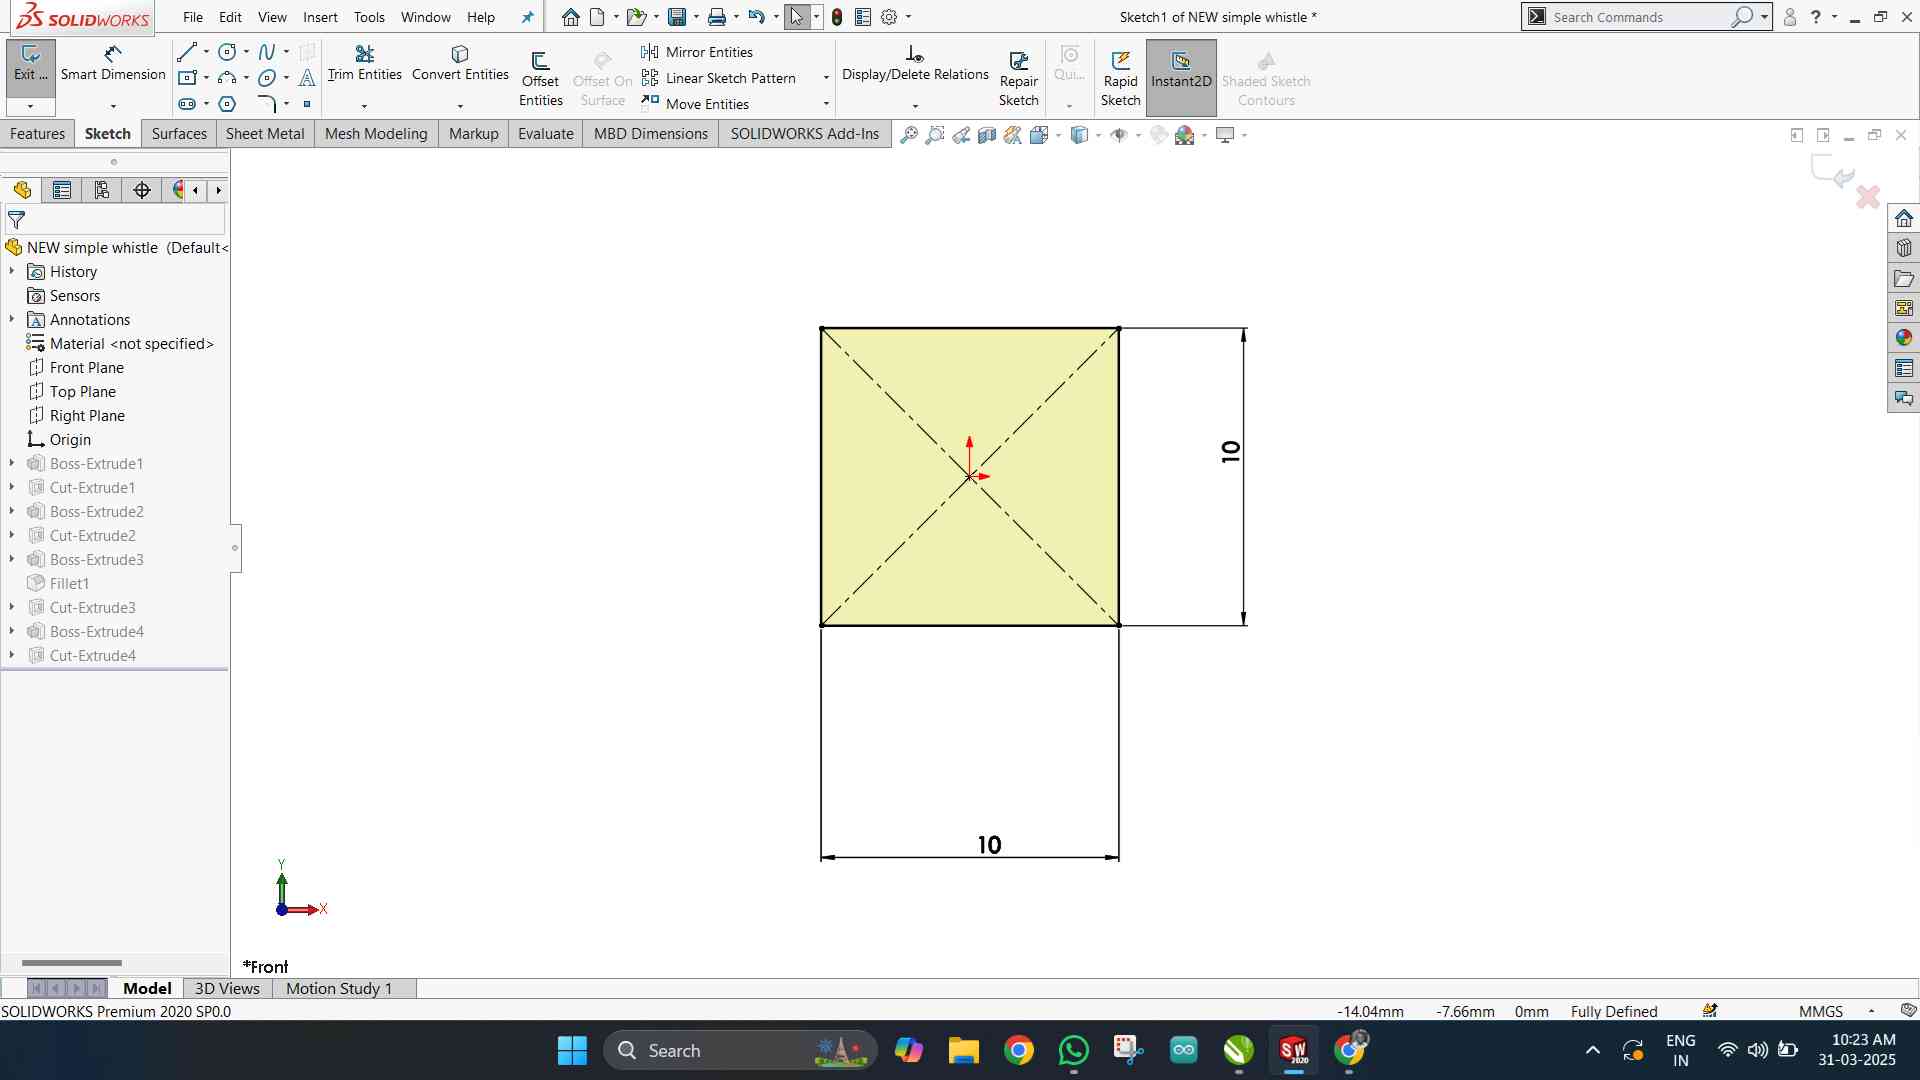 SOLIDWORKS File Edit View Insert Tools Window Help Sketch1 of NEW simple whistle * Search Commands ?
Exit ... Smart Dimension Trim Entities Convert Entities Offset Entities Offset On Surface Mirror Entities Linear Sketch Pattern Move Entities Display/Delete Relations Repair Sketch Qui... Rapid Sketch Instant2D Shaded Sketch Contours
Features Sketch Surfaces Sheet Metal Mesh Modeling Markup Evaluate MBD Dimensions SOLIDWORKS Add-Ins
NEW simple whistle (Default<
History
Sensors
Annotations
Material <not specified>
Front Plane
Top Plane
Right Plane
Origin
Boss-Extrude1
Cut-Extrude1
Boss-Extrude2
Cut-Extrude2
Boss-Extrude3
Fillet1
Cut-Extrude3
Boss-Extrude4
Cut-Extrude4
10
10
Y
X
*Front
Model 3D Views Motion Study 1
SOLIDWORKS Premium 2020 SP0.0 -14.04mm -7.66mm 0mm Fully Defined MMGS
Search SW 2020 ENG IN 10:23 AM 31-03-2025